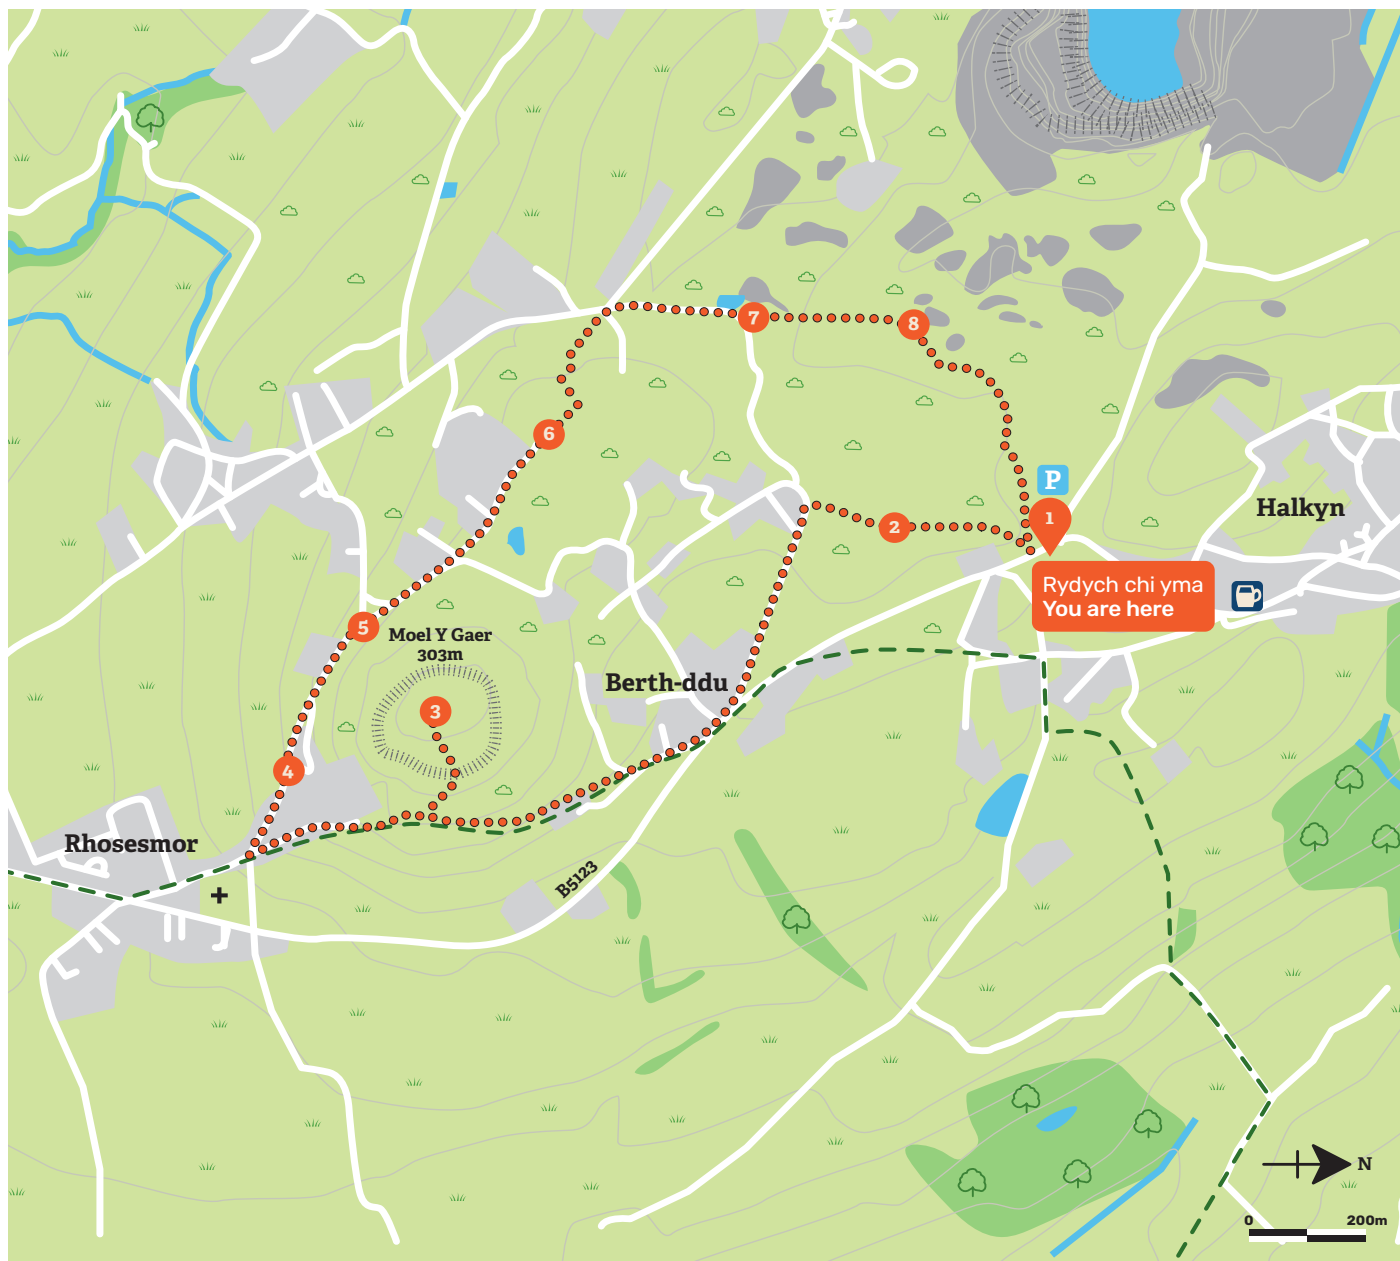 7
8
6
P
1
2
Halkyn
Rydych chi yma
You are here
5
Moel Y Gaer
303m
Berth-ddu
3
4
Rhosesmor
B5123
N
0 200m